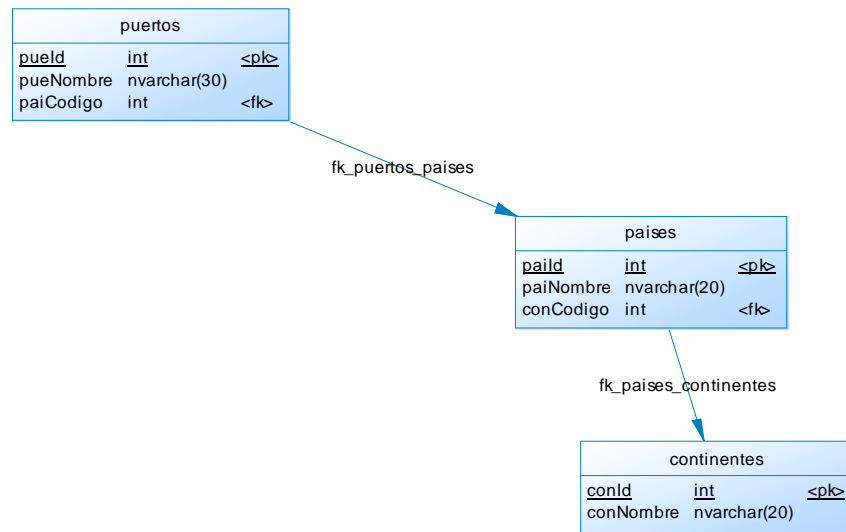 puertos
pueId int <pk>
pueNombre nvarchar(30)
paiCodigo int <fk>
fk_puertos_paises
paises
paiId int <pk>
paiNombre nvarchar(20)
conCodigo int <fk>
fk_paises_continentes
continentes
conId int <pk>
conNombre nvarchar(20)